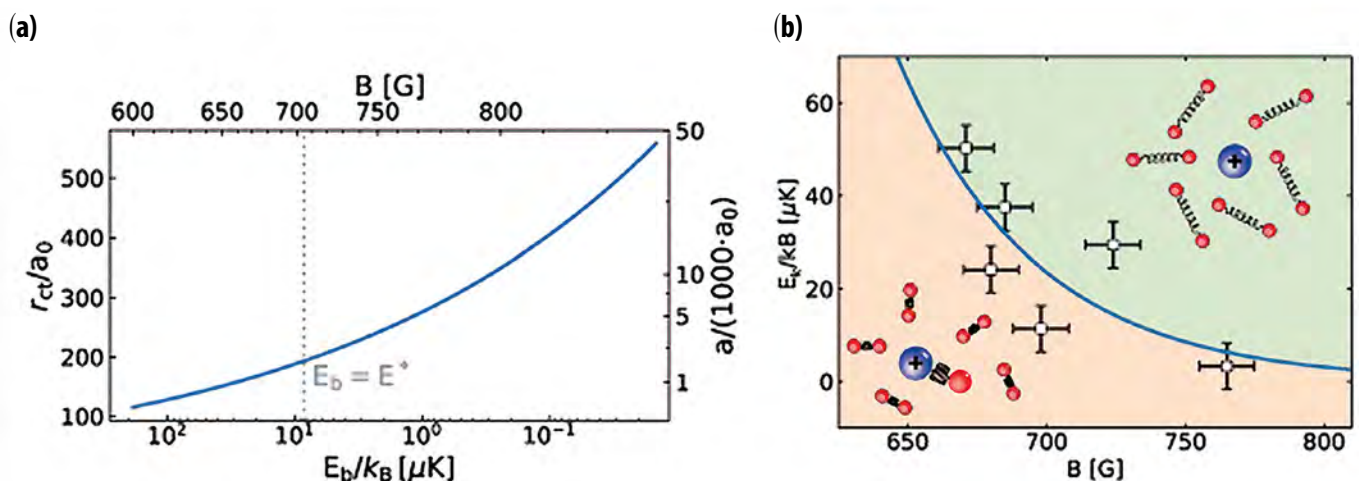 (a)
B [G]
600 650 700 750 800
500
400
300
200
100
r_ct/a_0
50
10
5
1
a/(1000·a_0)
E_b = E*
10^2 10^1 10^0 10^-1
E_b/k_B [μK]
(b)
60
40
20
0
E_k/kB [μK]
+
+
650 700 750 800
B [G]